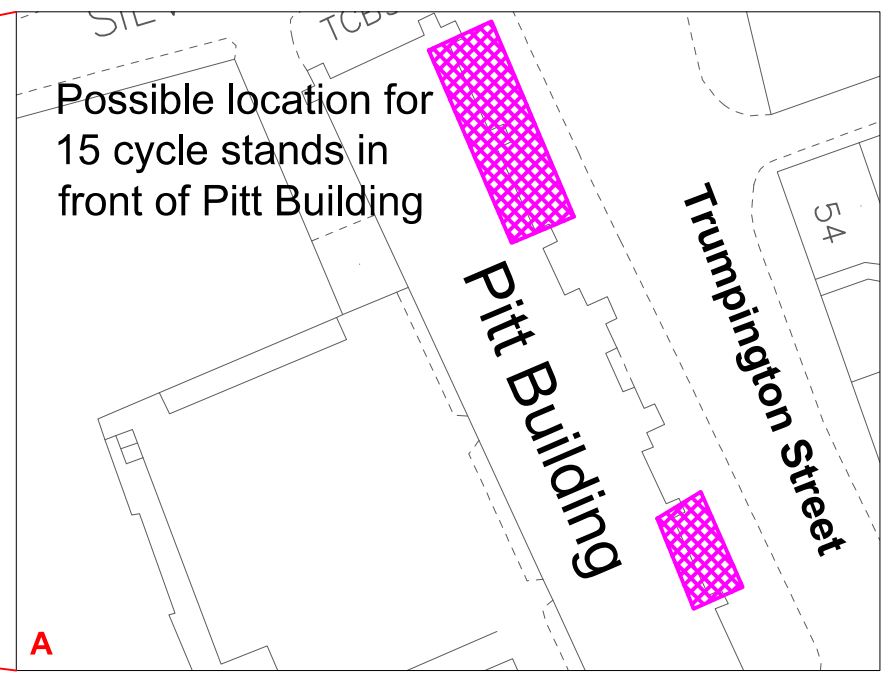 Possible location for
15 cycle stands in
front of Pitt Building
Pitt Building
Trumpington Street
54
A